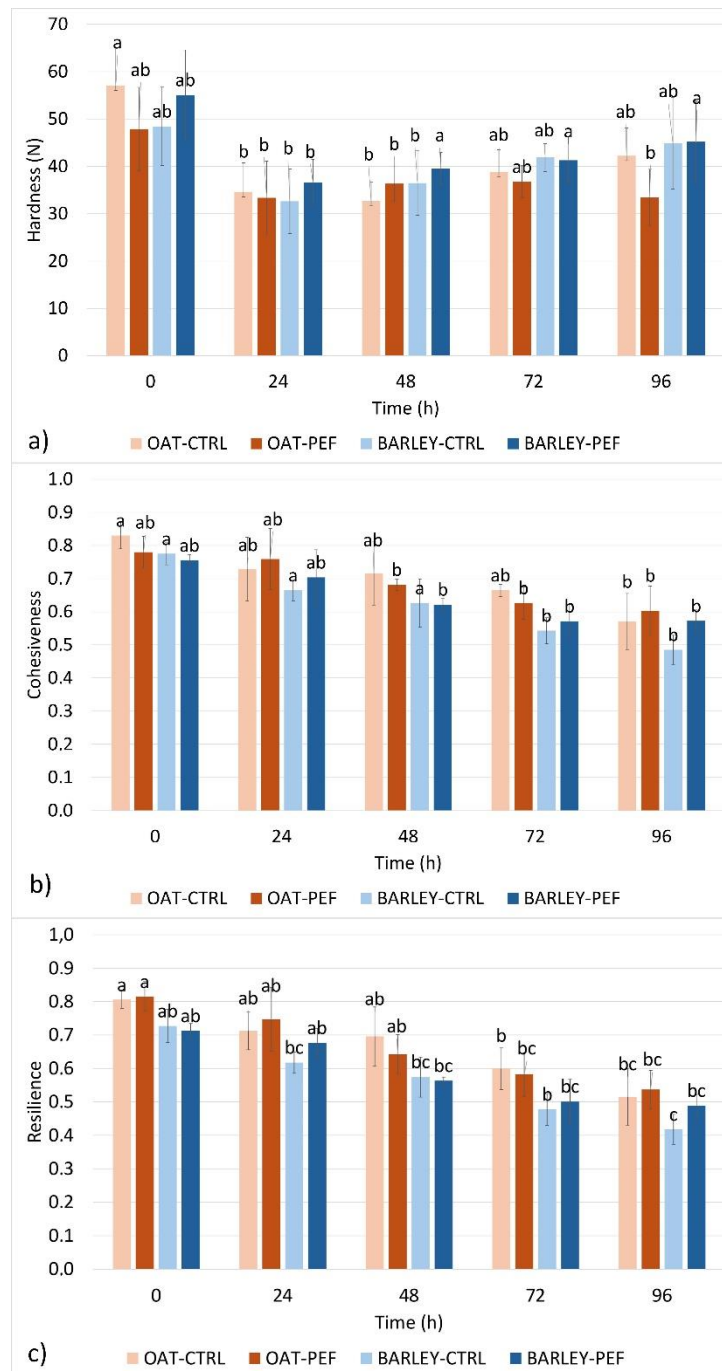 70
a
60
ab
ab
ab
50
b
b
b
b
b
b
b
a
ab
ab
ab
a
ab
b
ab
a
40
30
20
10
0
Hardness (N)
0 24 48 72 96
Time (h)
a)
OAT-CTRL OAT-PEF BARLEY-CTRL BARLEY-PEF
1.0
0.9
a ab a ab
ab ab a ab
ab b a b
ab b b b
b b b b
0.8
0.7
0.6
0.5
0.4
0.3
0.2
0.1
0.0
Cohesiveness
0 24 48 72 96
Time (h)
b)
OAT-CTRL OAT-PEF BARLEY-CTRL BARLEY-PEF
1,0
0.9
a a ab ab
ab ab bc ab
ab ab bc bc
b bc b bc
bc bc c bc
0.8
0.7
0.6
0.5
0.4
0.3
0.2
0.1
0.0
Resilience
0 24 48 72 96
Time (h)
c)
OAT-CTRL OAT-PEF BARLEY-CTRL BARLEY-PEF